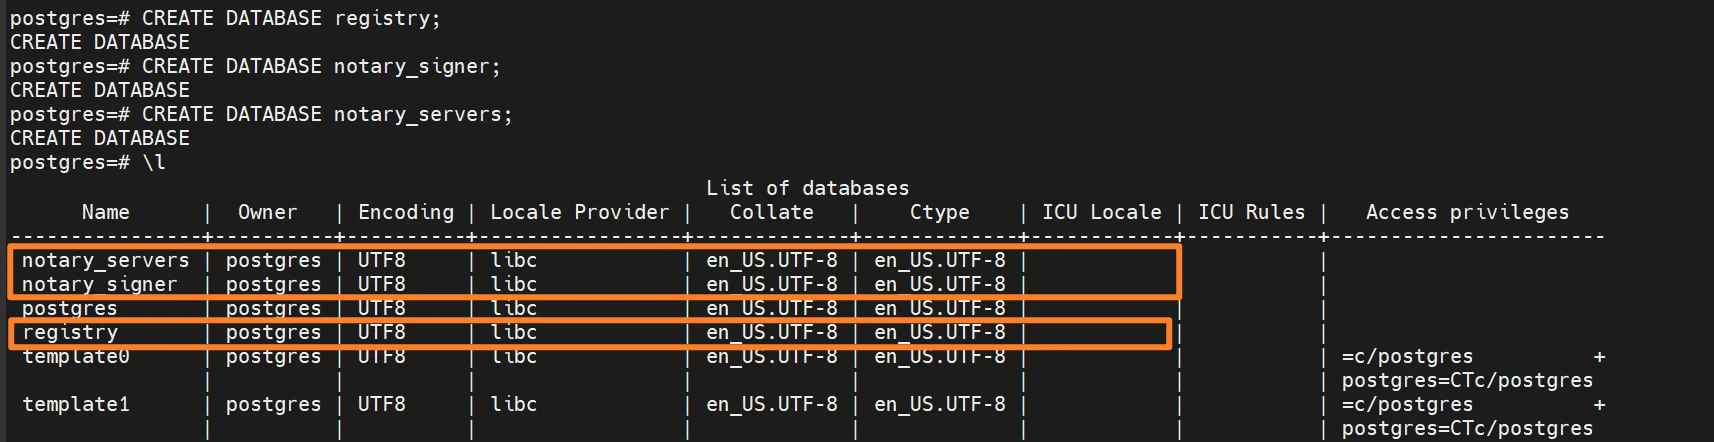 postgres=# CREATE DATABASE registry;
CREATE DATABASE
postgres=# CREATE DATABASE notary_signer;
CREATE DATABASE
postgres=# CREATE DATABASE notary_servers;
CREATE DATABASE
postgres=# \l
                                                          List of databases
      Name      |  Owner   | Encoding | Locale Provider |   Collate   |    Ctype    | ICU Locale | ICU Rules |   Access privileges
----------------+----------+----------+-----------------+-------------+-------------+------------+-----------+-----------------------
 notary_servers | postgres | UTF8     | libc            | en_US.UTF-8 | en_US.UTF-8 |            |           |
 notary_signer  | postgres | UTF8     | libc            | en_US.UTF-8 | en_US.UTF-8 |            |           |
 postgres       | postgres | UTF8     | libc            | en_US.UTF-8 | en_US.UTF-8 |            |           |
 registry       | postgres | UTF8     | libc            | en_US.UTF-8 | en_US.UTF-8 |            |           |
 template0      | postgres | UTF8     | libc            | en_US.UTF-8 | en_US.UTF-8 |            |           | =c/postgres          +
                |          |          |                 |             |             |            |           | postgres=CTc/postgres
 template1      | postgres | UTF8     | libc            | en_US.UTF-8 | en_US.UTF-8 |            |           | =c/postgres          +
                |          |          |                 |             |             |            |           | postgres=CTc/postgres